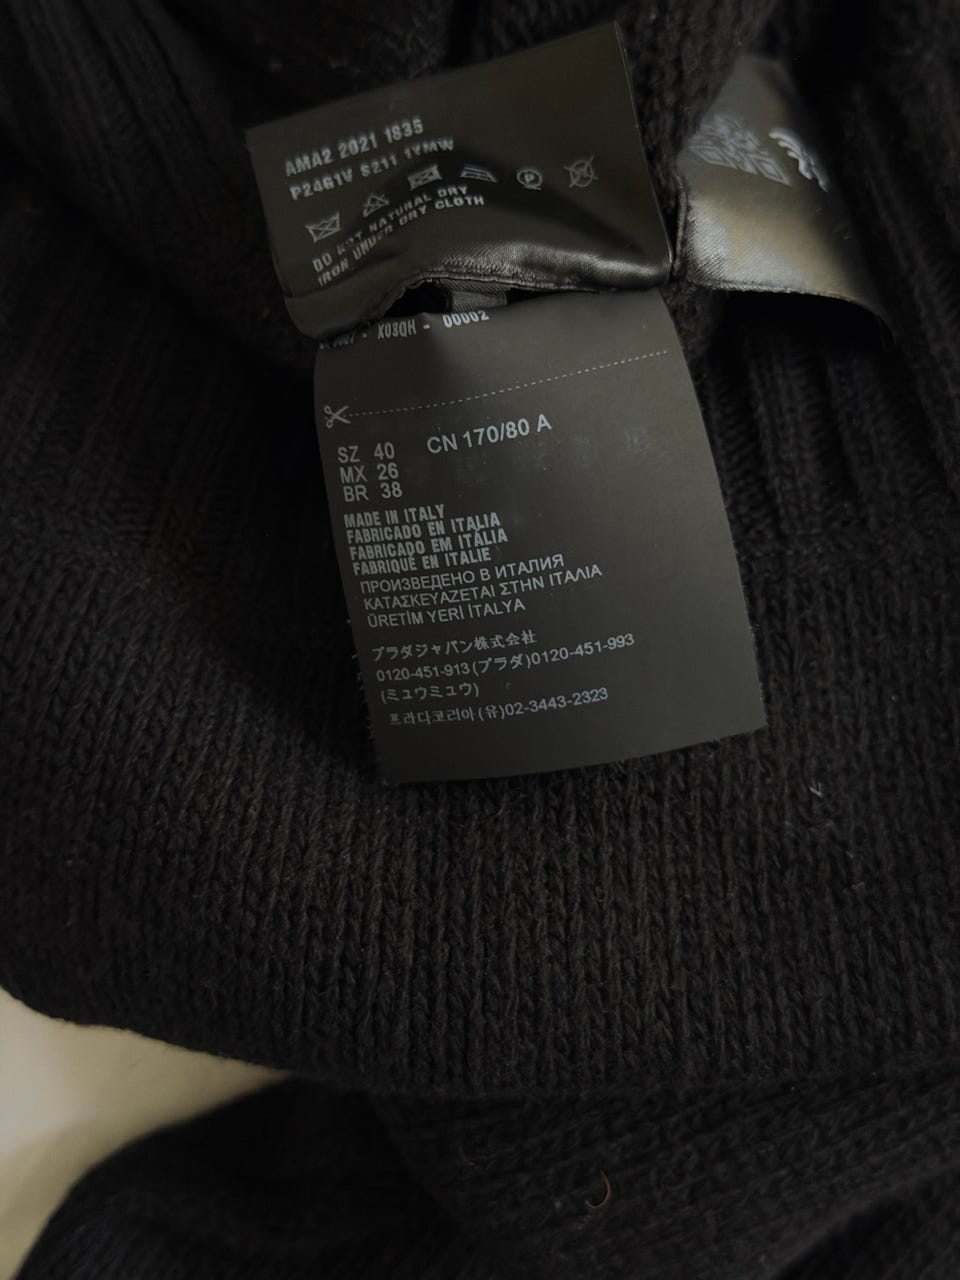 AMA2 2021 1835
P24G1V S211 1YMW
DO NOT NATURAL DRY
IRON UNDER DRY CLOTH
X03QH - 00002
SZ 40 CN 170/80 A
MX 26
BR 38
MADE IN ITALY
FABRICADO EN ITALIA
FABRICADO EM ITÁLIA
FABRIQUÉ EN ITALIE
ПРОИЗВЕДЕНО В ИТАЛИЯ
ΚΑΤΑΣΚΕΥΑΖΕΤΑΙ ΣΤΗΝ ΙΤΑΛΙΑ
ÜRETİM YERİ İTALYA
プラダジャパン株式会社
0120-451-913(プラダ)0120-451-993
(ミュウミュウ)
프라다코리아(유)02-3443-2323